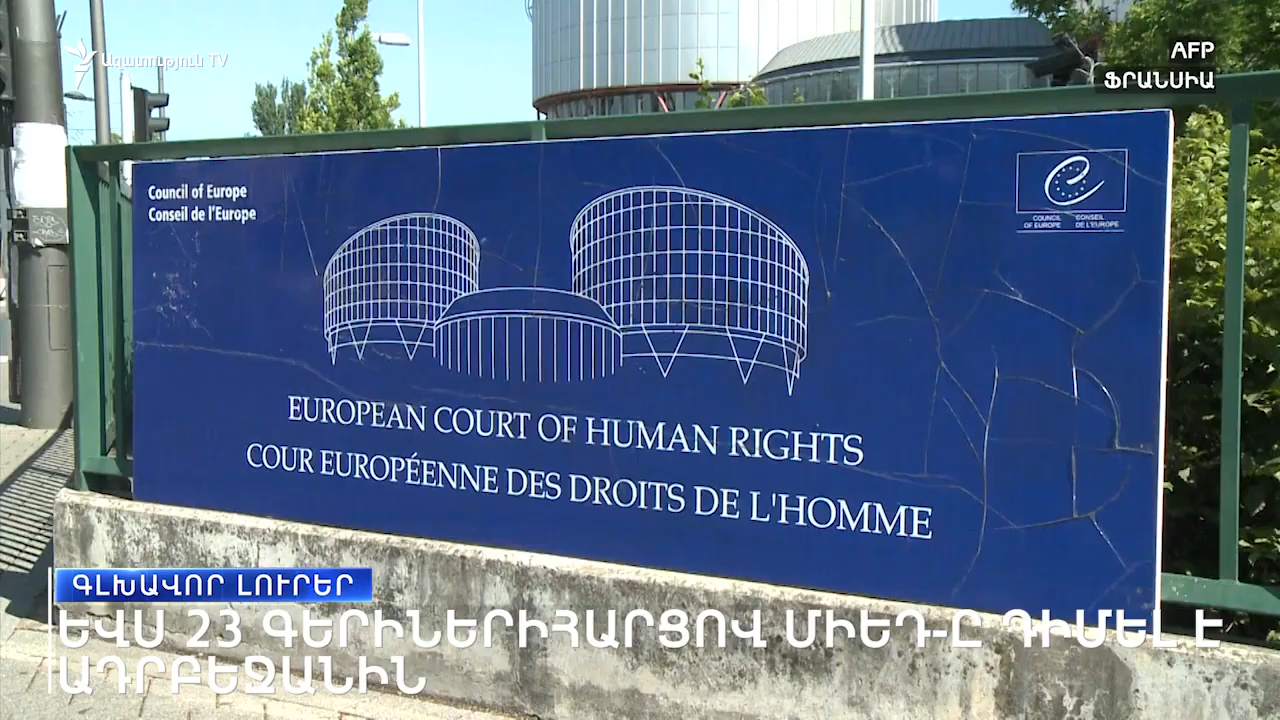 Ազատություն TV
AFP
ՖՐԱՆՍԻԱ
Council of Europe
Conseil de l'Europe
COUNCIL OF EUROPE
CONSEIL DE L'EUROPE
EUROPEAN COURT OF HUMAN RIGHTS
COUR EUROPÉENNE DES DROITS DE L'HOMME
ԳԼԽԱՎՈՐ ԼՈՒՐԵՐ
ԵՎՍ 23 ԳԵՐԻՆԵՐԻՀԱՐՑՈՎ ՄԻԵԴ-Ը ԴԻՄԵԼ Է
ԱԴՐԲԵՋԱՆԻՆ